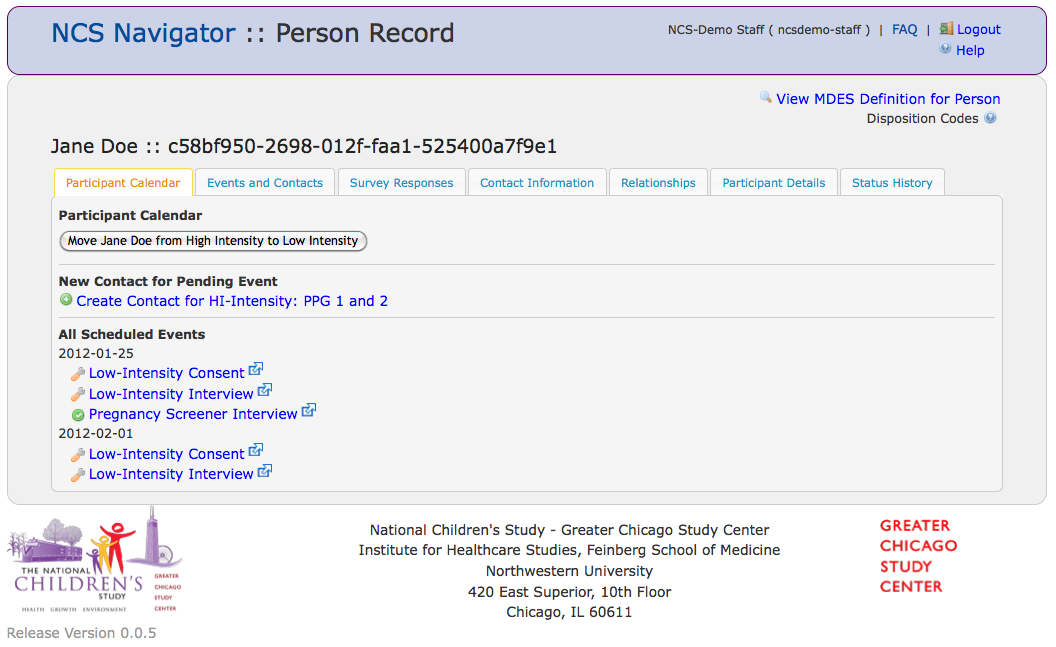 NCS Navigator :: Person Record
NCS-Demo Staff ( ncsdemo-staff ) | FAQ | Logout
Help
View MDES Definition for Person
Disposition Codes
Jane Doe :: c58bf950-2698-012f-faa1-525400a7f9e1
Participant Calendar Events and Contacts Survey Responses Contact Information Relationships Participant Details Status History
Participant Calendar
Move Jane Doe from High Intensity to Low Intensity
New Contact for Pending Event
Create Contact for HI-Intensity: PPG 1 and 2
All Scheduled Events
2012-01-25
Low-Intensity Consent
Low-Intensity Interview
Pregnancy Screener Interview
2012-02-01
Low-Intensity Consent
Low-Intensity Interview
THE NATIONAL
CHILDREN'S
STUDY
HEALTH GROWTH ENVIRONMENT
GREATER
CHICAGO
STUDY
CENTER
National Children's Study - Greater Chicago Study Center
Institute for Healthcare Studies, Feinberg School of Medicine
Northwestern University
420 East Superior, 10th Floor
Chicago, IL 60611
GREATER
CHICAGO
STUDY
CENTER
Release Version 0.0.5